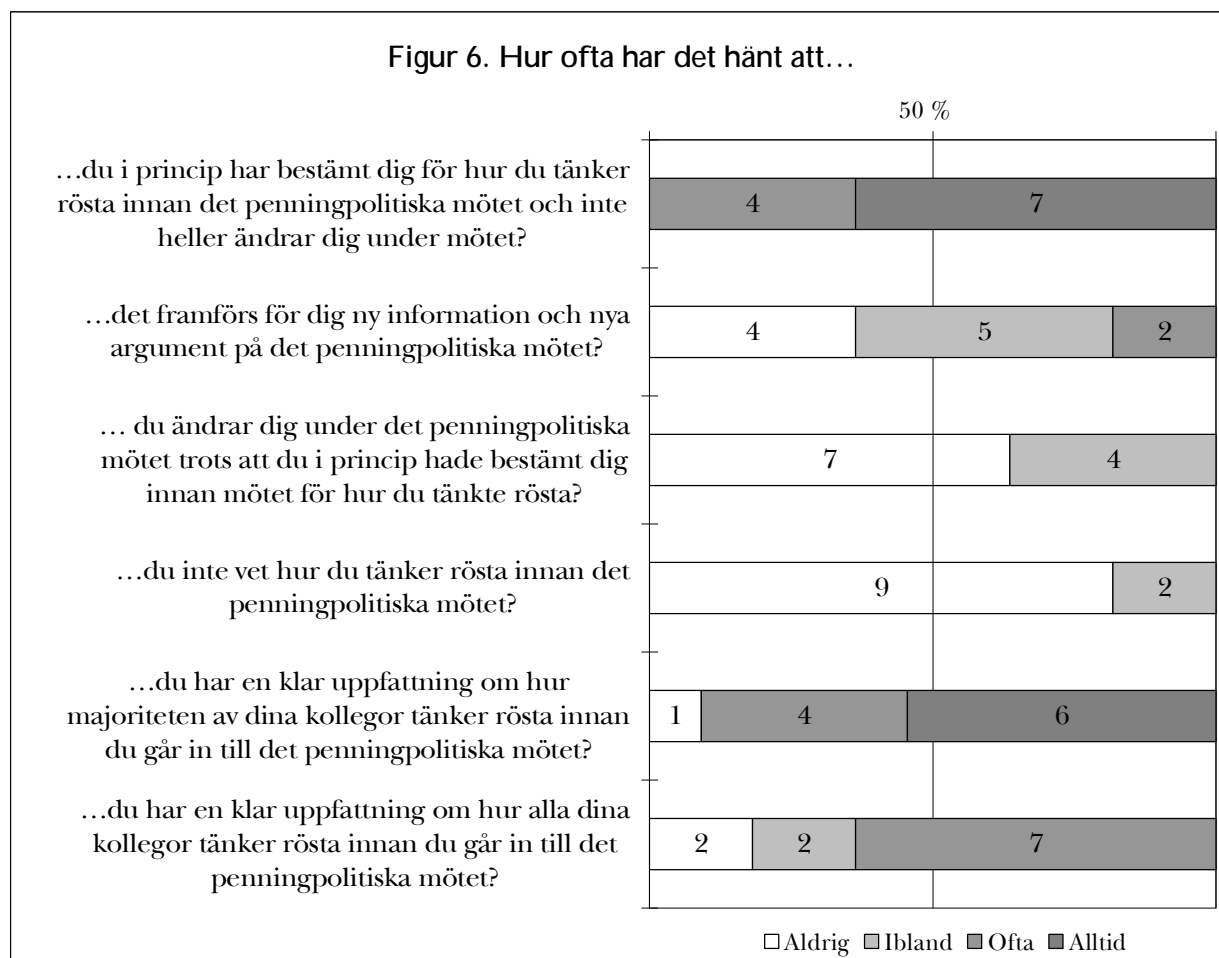 Figur 6. Hur ofta har det hänt att…
50 %
…du i princip har bestämt dig för hur du tänker
rösta innan det penningpolitiska mötet och inte
heller ändrar dig under mötet?
4 7
…det framförs för dig ny information och nya
argument på det penningpolitiska mötet?
4 5 2
… du ändrar dig under det penningpolitiska
mötet trots att du i princip hade bestämt dig
innan mötet för hur du tänkte rösta?
7 4
…du inte vet hur du tänker rösta innan det
penningpolitiska mötet?
9 2
…du har en klar uppfattning om hur
majoriteten av dina kollegor tänker rösta innan
du går in till det penningpolitiska mötet?
1 4 6
…du har en klar uppfattning om hur alla dina
kollegor tänker rösta innan du går in till det
penningpolitiska mötet?
2 2 7
Aldrig Ibland Ofta Alltid